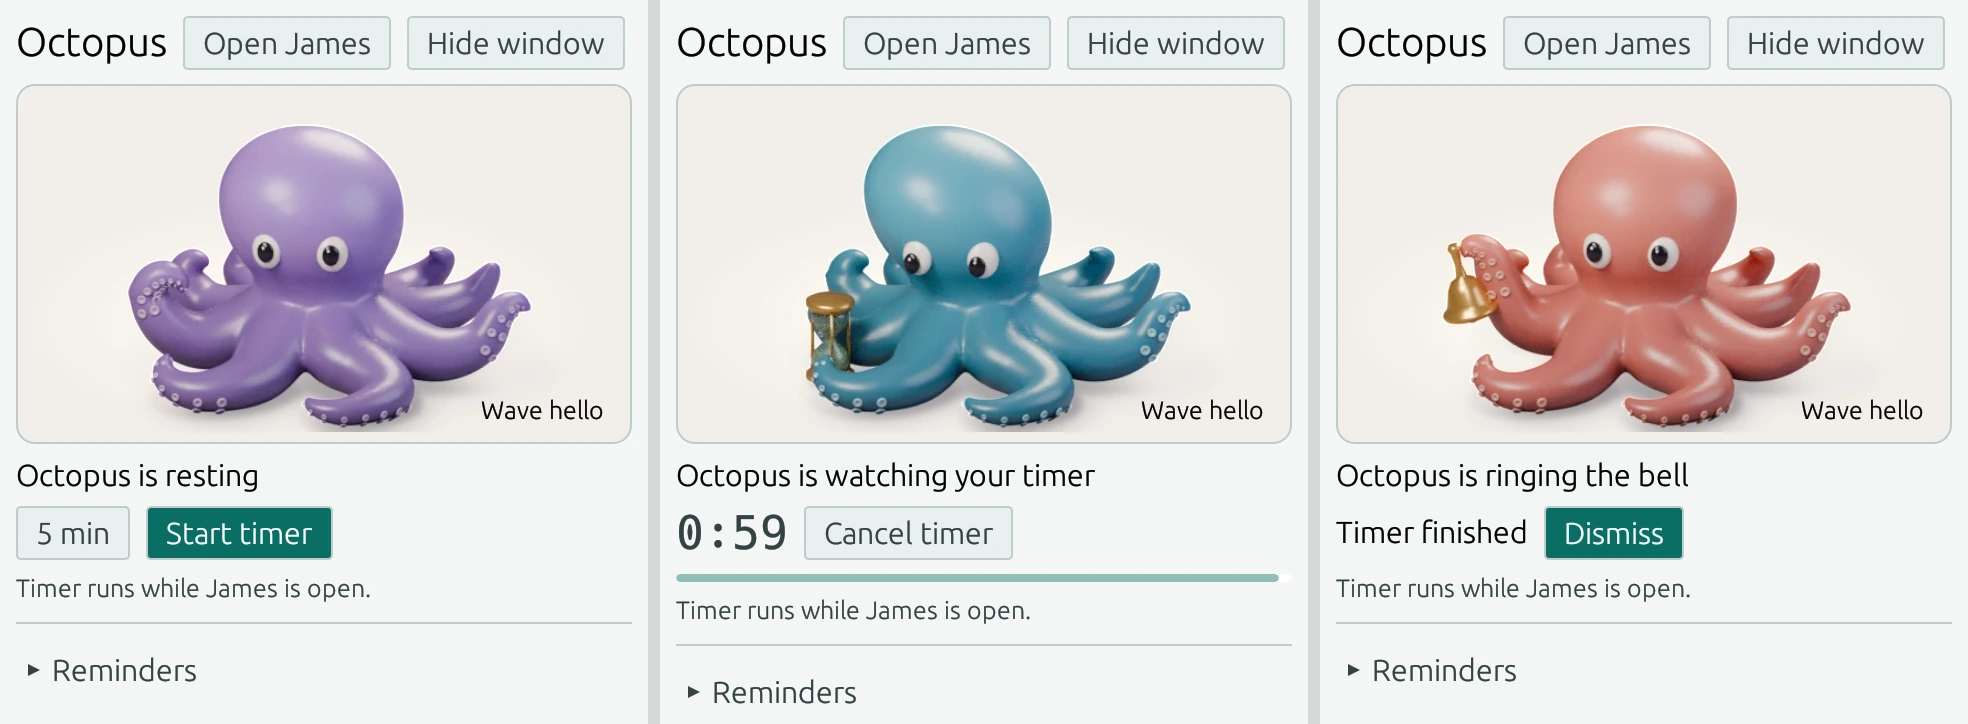 Octopus Open James Hide window
Wave hello
Octopus is resting
5 min Start timer
Timer runs while James is open.
▸ Reminders
Octopus Open James Hide window
Wave hello
Octopus is watching your timer
0:59 Cancel timer
Timer runs while James is open.
▸ Reminders
Octopus Open James Hide window
Wave hello
Octopus is ringing the bell
Timer finished Dismiss
Timer runs while James is open.
▸ Reminders